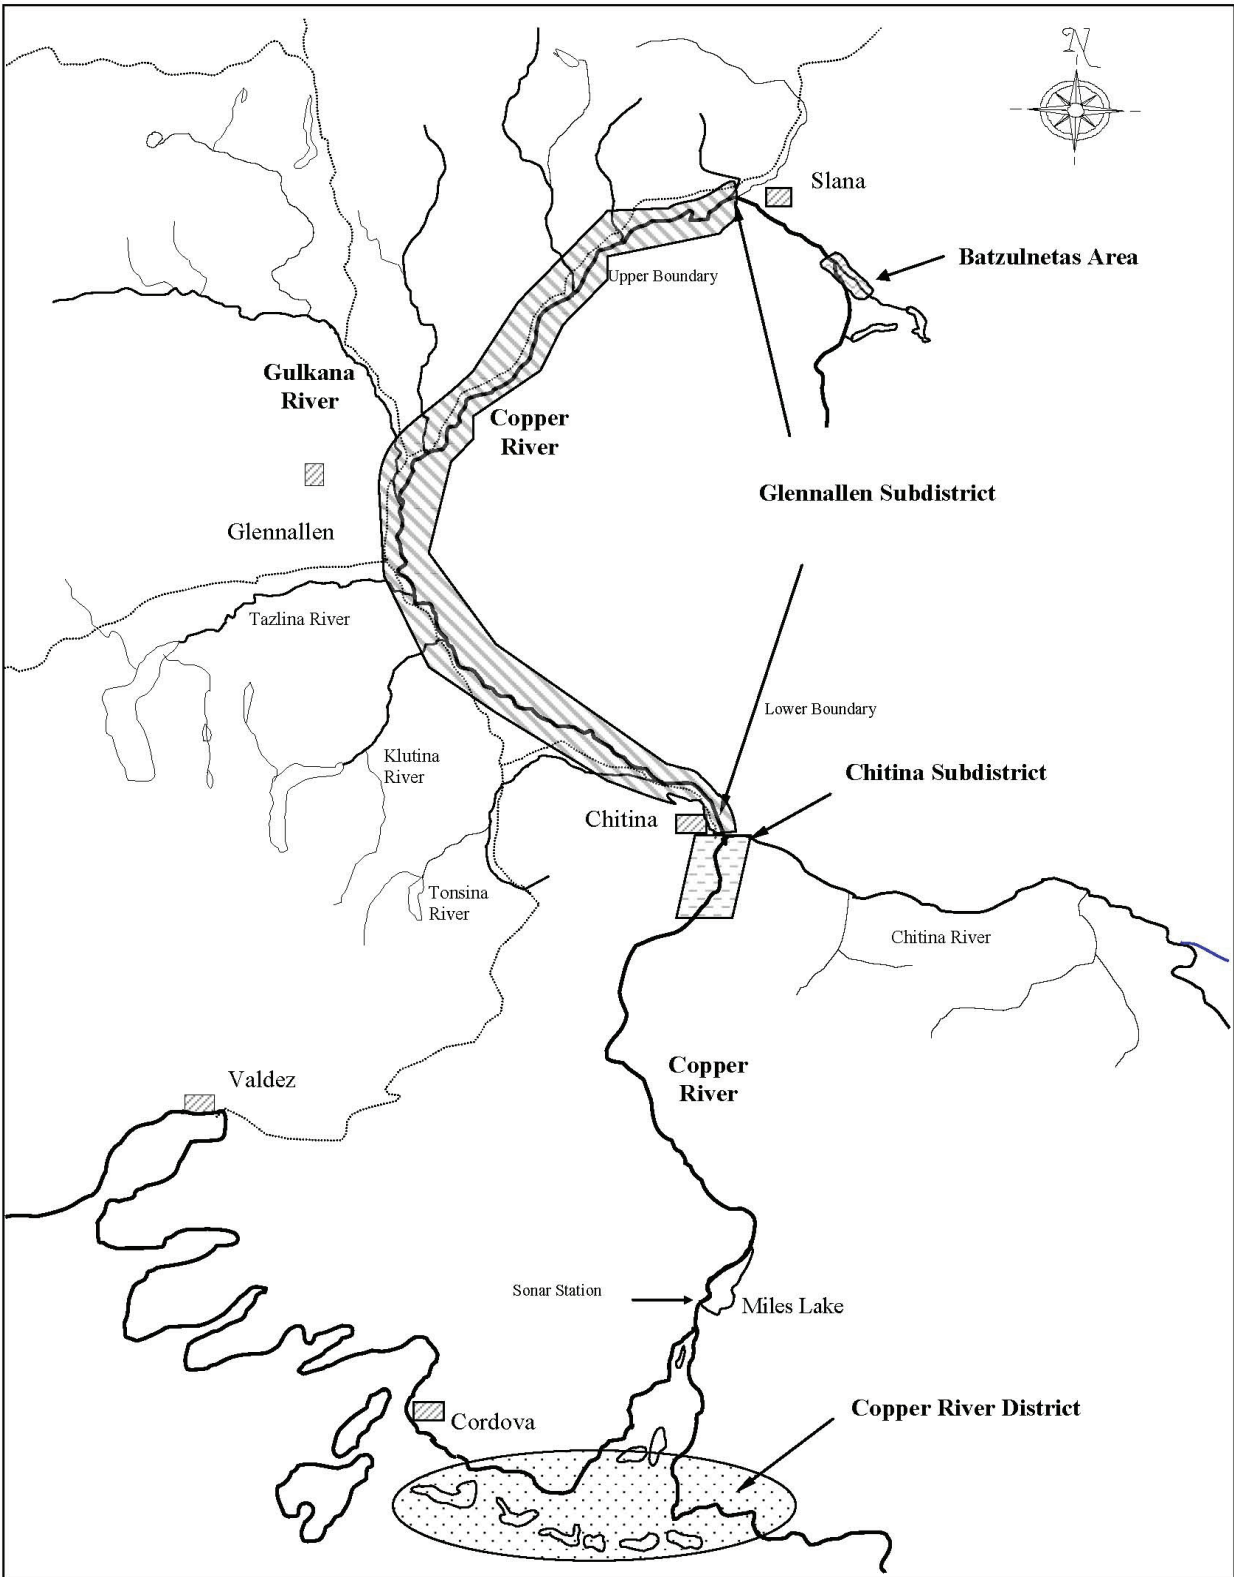 N
Slana
Batzulnetas Area
Upper Boundary
Gulkana
River
Copper
River
Glennallen Subdistrict
Glennallen
Tazlina River
Lower Boundary
Klutina
River
Chitina Subdistrict
Chitina
Tonsina
River
Chitina River
Copper
River
Valdez
Sonar Station
Miles Lake
Copper River District
Cordova